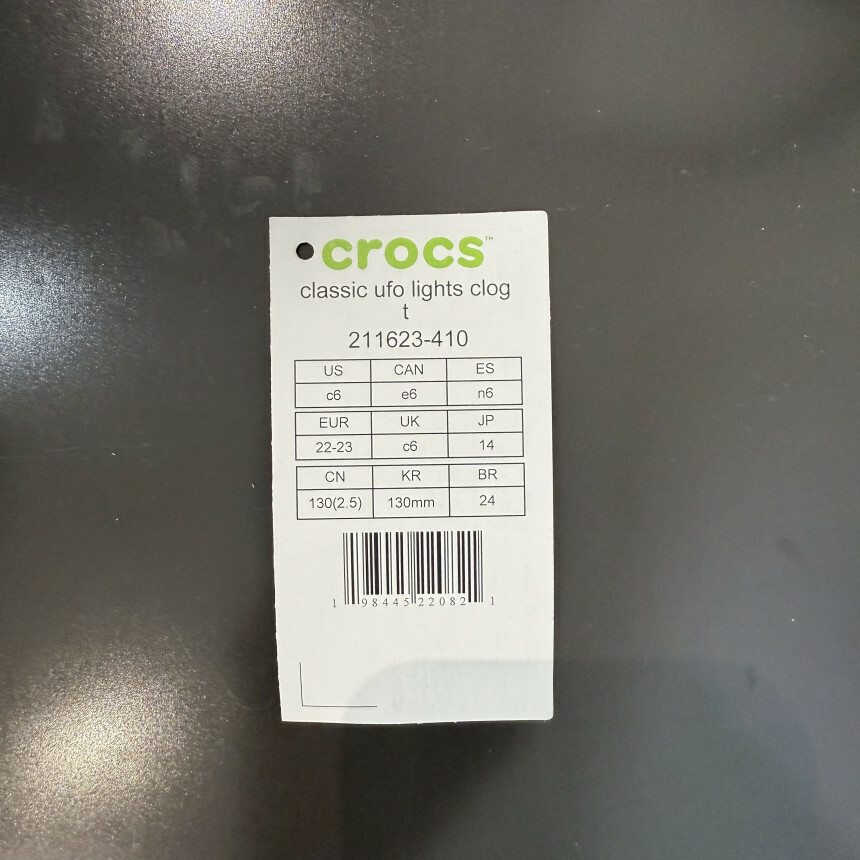 crocs™
classic ufo lights clog
t
211623-410
US CAN ES
c6 e6 n6
EUR UK JP
22-23 c6 14
CN KR BR
130(2.5) 130mm 24
1 98445 22082 1